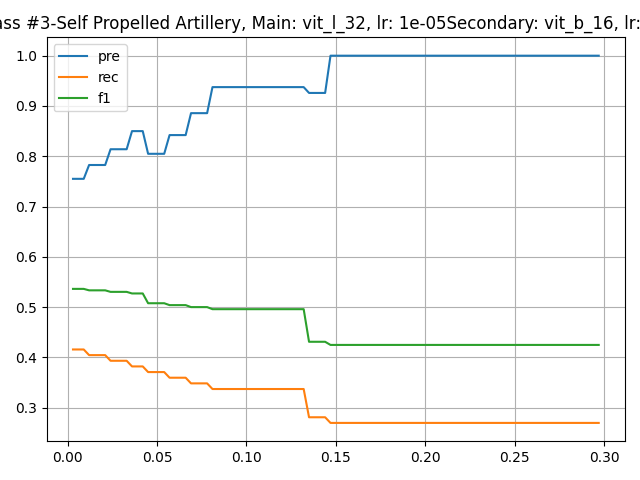 ass #3-Self Propelled Artillery, Main: vit_l_32, lr: 1e-05Secondary: vit_b_16, lr:
pre
rec
f1
1.0
0.9
0.8
0.7
0.6
0.5
0.4
0.3
0.00 0.05 0.10 0.15 0.20 0.25 0.30